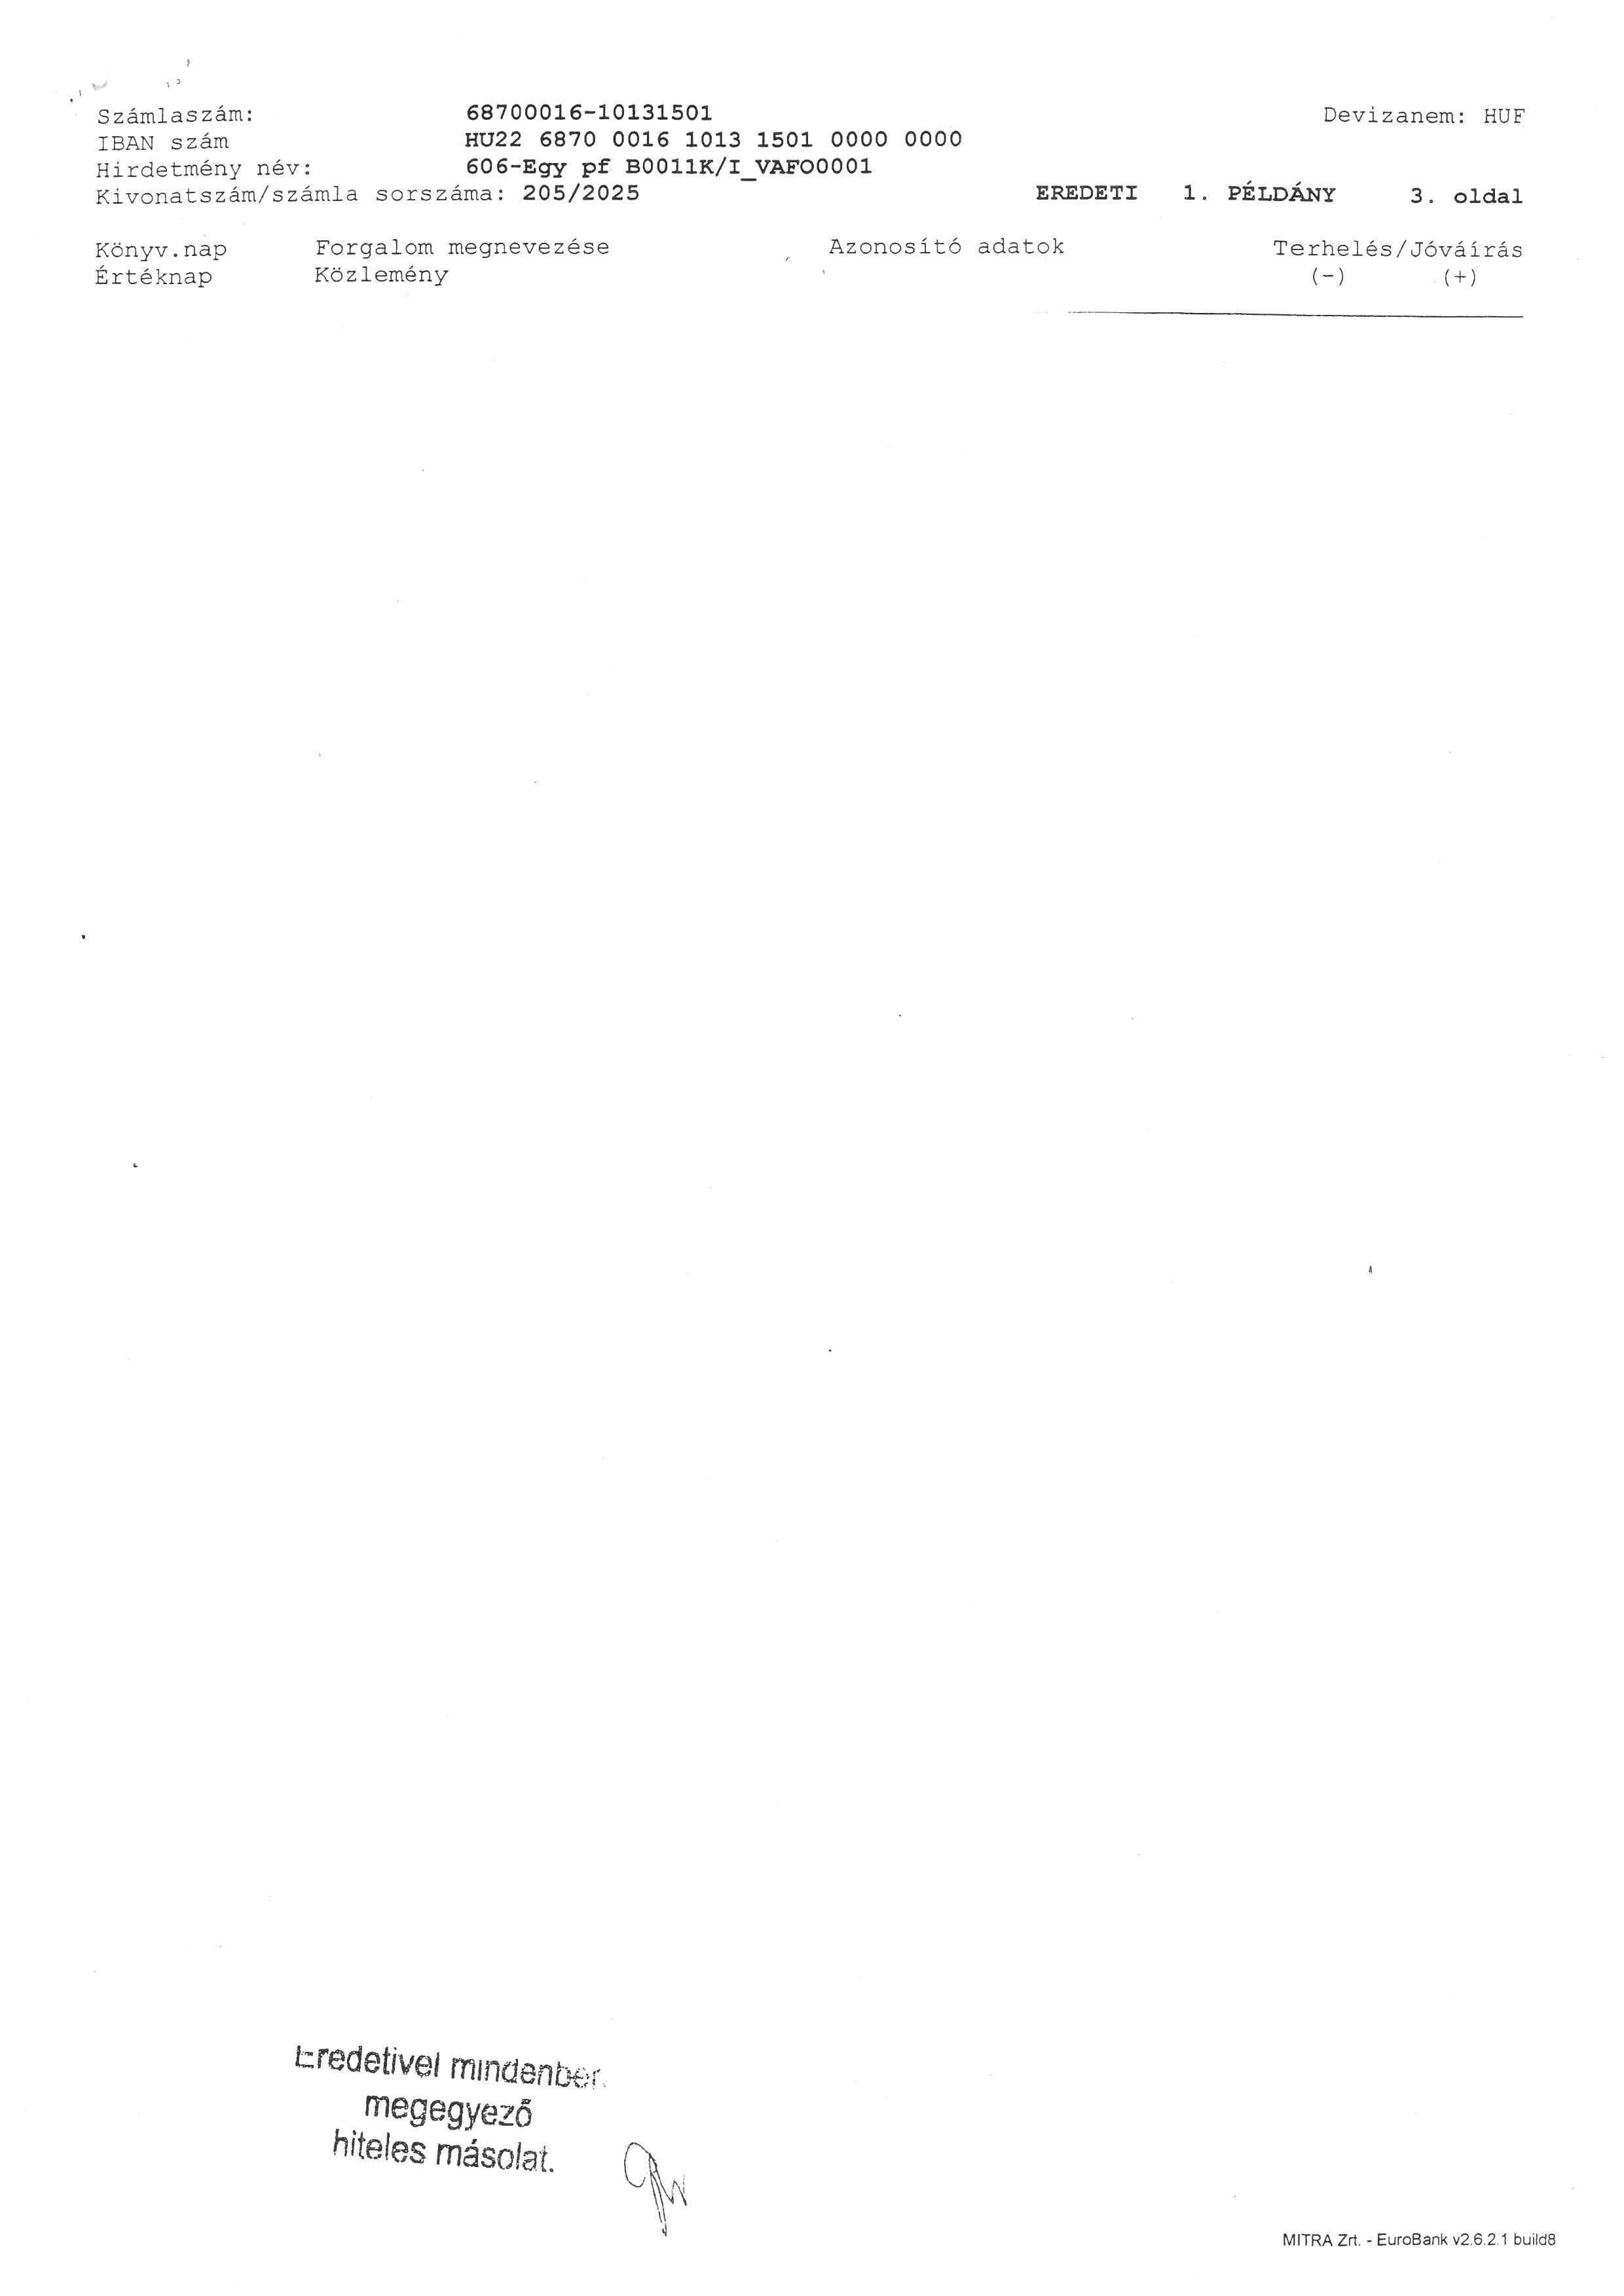 Számlaszám: 68700016-10131501 Devizanem: HUF
IBAN szám HU22 6870 0016 1013 1501 0000 0000
Hirdetmény név: 606-Egy pf B0011K/I_VAFO0001
Kivonatszám/számla sorszáma: 205/2025 EREDETI 1. PÉLDÁNY 3. oldal
Könyv.nap Forgalom megnevezése Azonosító adatok Terhelés/Jóváírás
Értéknap Közlemény (-) (+)
Eredetivel mindenben
megegyező
hiteles másolat.
MITRA Zrt. - EuroBank v2.6.2.1 build8